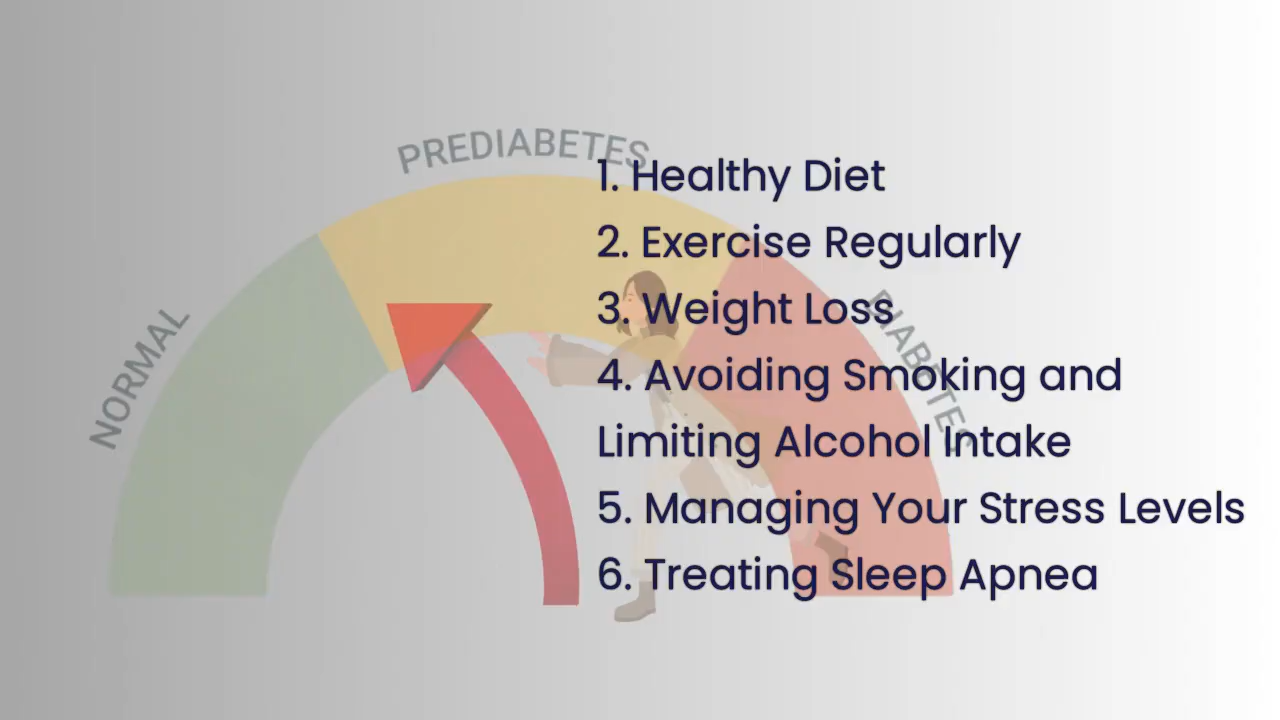 PREDIABETES
NORMAL
DIABETES
1. Healthy Diet
2. Exercise Regularly
3. Weight Loss
4. Avoiding Smoking and
Limiting Alcohol Intake
5. Managing Your Stress Levels
6. Treating Sleep Apnea